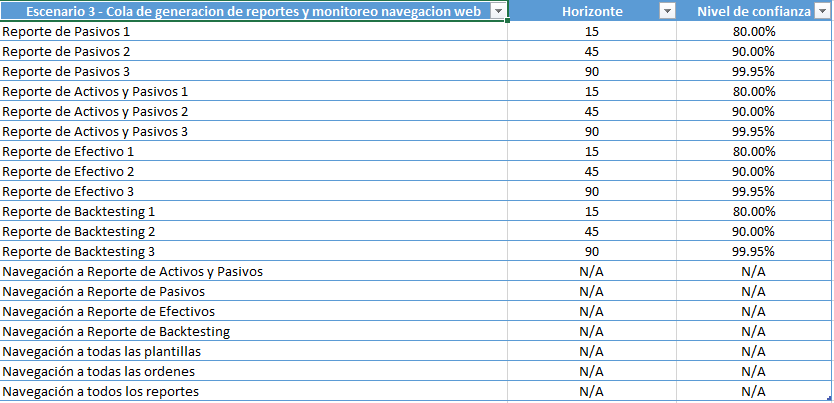 Escenario 3 - Cola de generacion de reportes y monitoreo navegacion web Horizonte Nivel de confianza
Reporte de Pasivos 1 15 80.00%
Reporte de Pasivos 2 45 90.00%
Reporte de Pasivos 3 90 99.95%
Reporte de Activos y Pasivos 1 15 80.00%
Reporte de Activos y Pasivos 2 45 90.00%
Reporte de Activos y Pasivos 3 90 99.95%
Reporte de Efectivo 1 15 80.00%
Reporte de Efectivo 2 45 90.00%
Reporte de Efectivo 3 90 99.95%
Reporte de Backtesting 1 15 80.00%
Reporte de Backtesting 2 45 90.00%
Reporte de Backtesting 3 90 99.95%
Navegación a Reporte de Activos y Pasivos N/A N/A
Navegación a Reporte de Pasivos N/A N/A
Navegación a Reporte de Efectivos N/A N/A
Navegación a Reporte de Backtesting N/A N/A
Navegación a todas las plantillas N/A N/A
Navegación a todas las ordenes N/A N/A
Navegación a todos los reportes N/A N/A